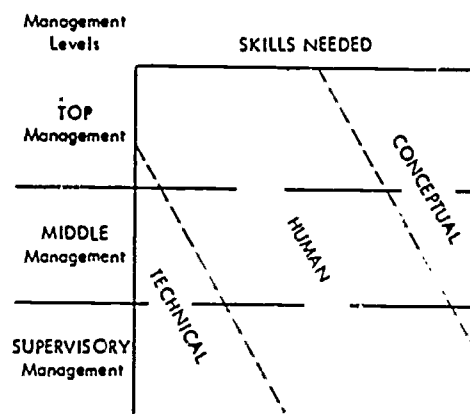 Management
Levels
SKILLS NEEDED
TOP
Management
CONCEPTUAL
MIDDLE
Management
HUMAN
TECHNICAL
SUPERVISORY
Management